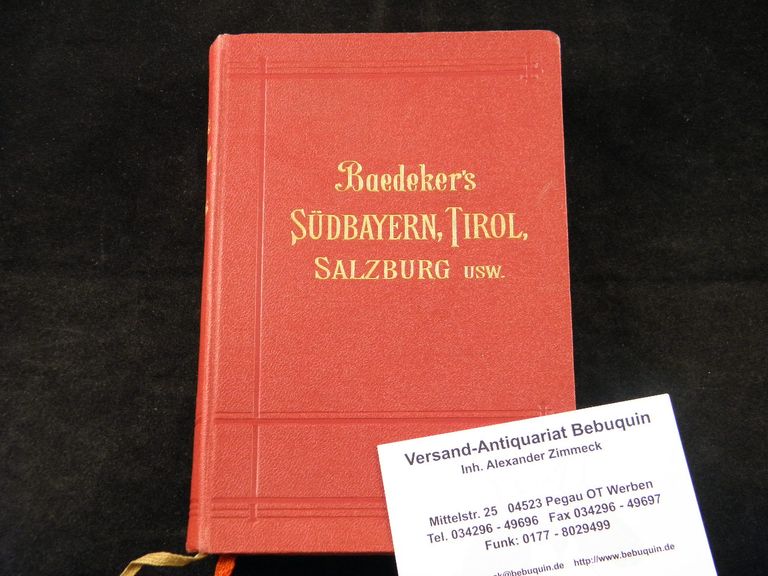 Baedeker's
SÜDBAYERN, TIROL,
SALZBURG USW.
Versand-Antiquariat Bebuquin
Inh. Alexander Zimmeck
Mittelstr. 25 04523 Pegau OT Werben
Tel. 034296 - 49696 Fax 034296 - 49697
Funk: 0177 - 8029499
http://www.bebuquin.de